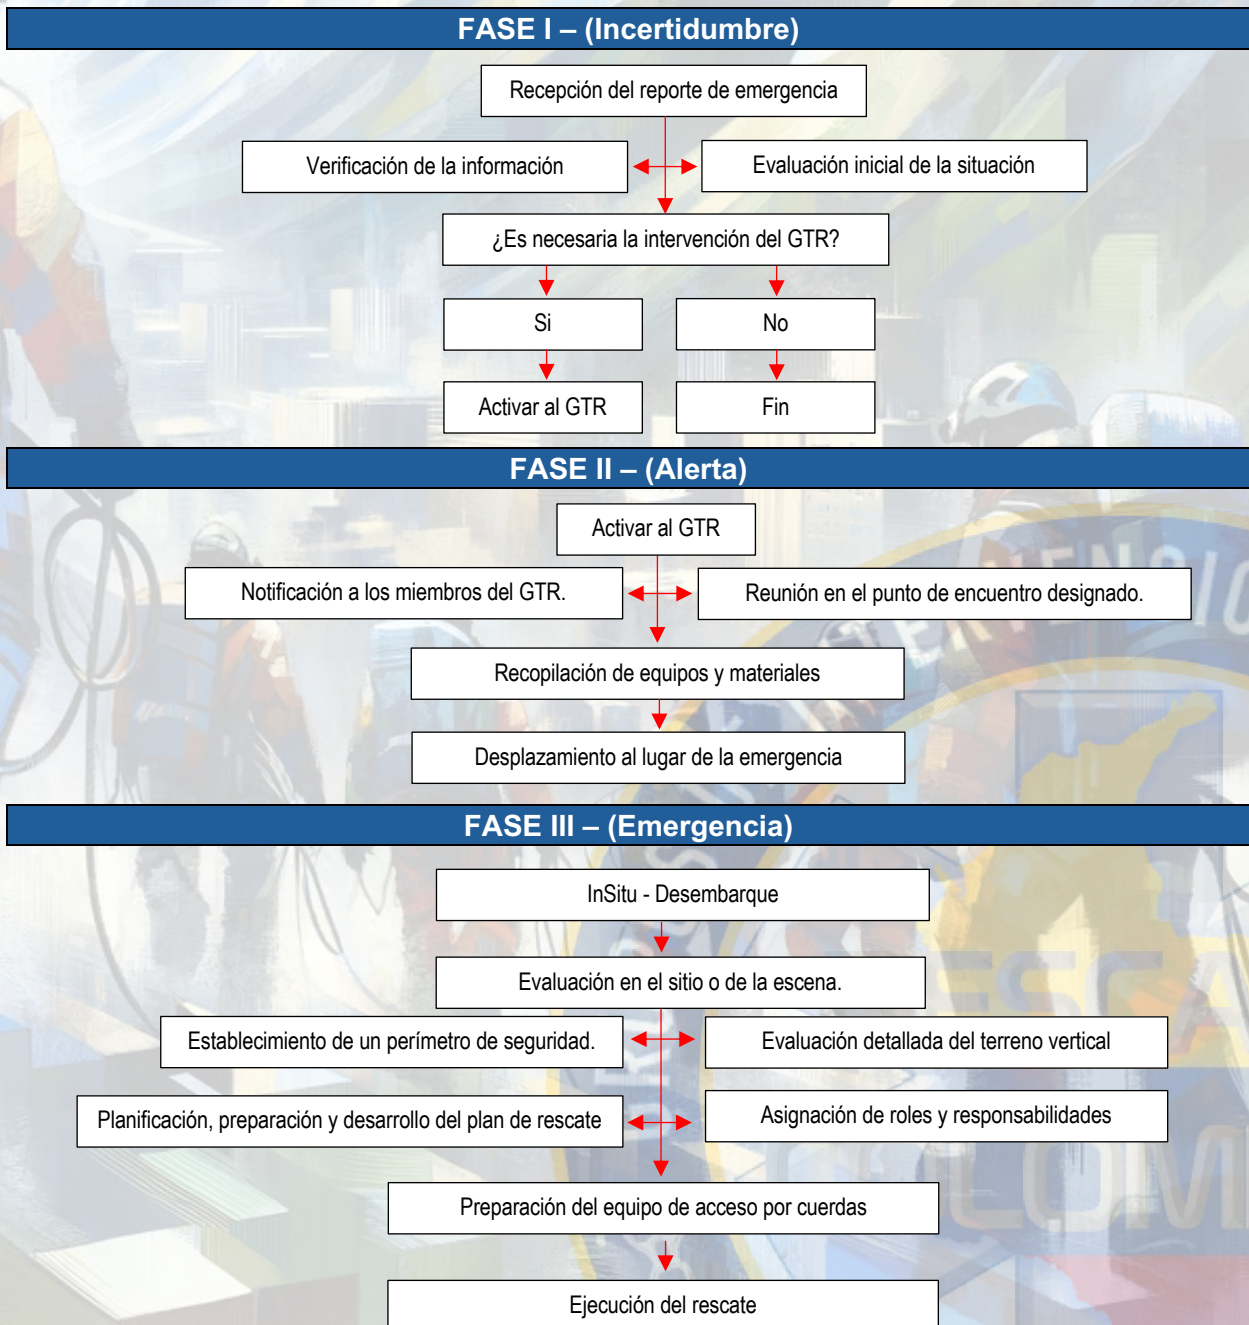 FASE I – (Incertidumbre)
Recepción del reporte de emergencia
Verificación de la información
Evaluación inicial de la situación
¿Es necesaria la intervención del GTR?
Si
No
Activar al GTR
Fin
FASE II – (Alerta)
Activar al GTR
Notificación a los miembros del GTR.
Reunión en el punto de encuentro designado.
Recopilación de equipos y materiales
Desplazamiento al lugar de la emergencia
FASE III – (Emergencia)
InSitu - Desembarque
Evaluación en el sitio o de la escena.
Establecimiento de un perímetro de seguridad.
Evaluación detallada del terreno vertical
Planificación, preparación y desarrollo del plan de rescate
Asignación de roles y responsabilidades
Preparación del equipo de acceso por cuerdas
Ejecución del rescate